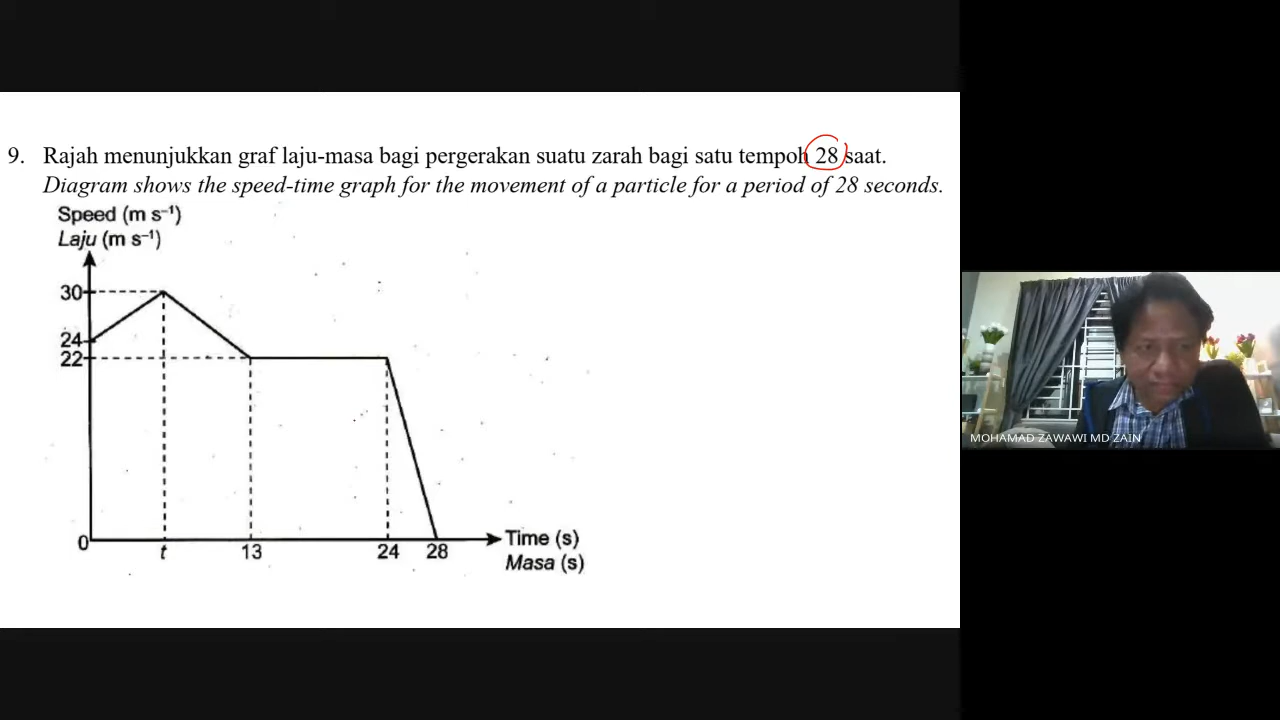 9. Rajah menunjukkan graf laju-masa bagi pergerakan suatu zarah bagi satu tempoh 28 saat.
Diagram shows the speed-time graph for the movement of a particle for a period of 28 seconds.
Speed (m s⁻¹)
Laju (m s⁻¹)
30
24
22
0
t
13
24
28
Time (s)
Masa (s)
MOHAMAD ZAWAWI MD ZAIN